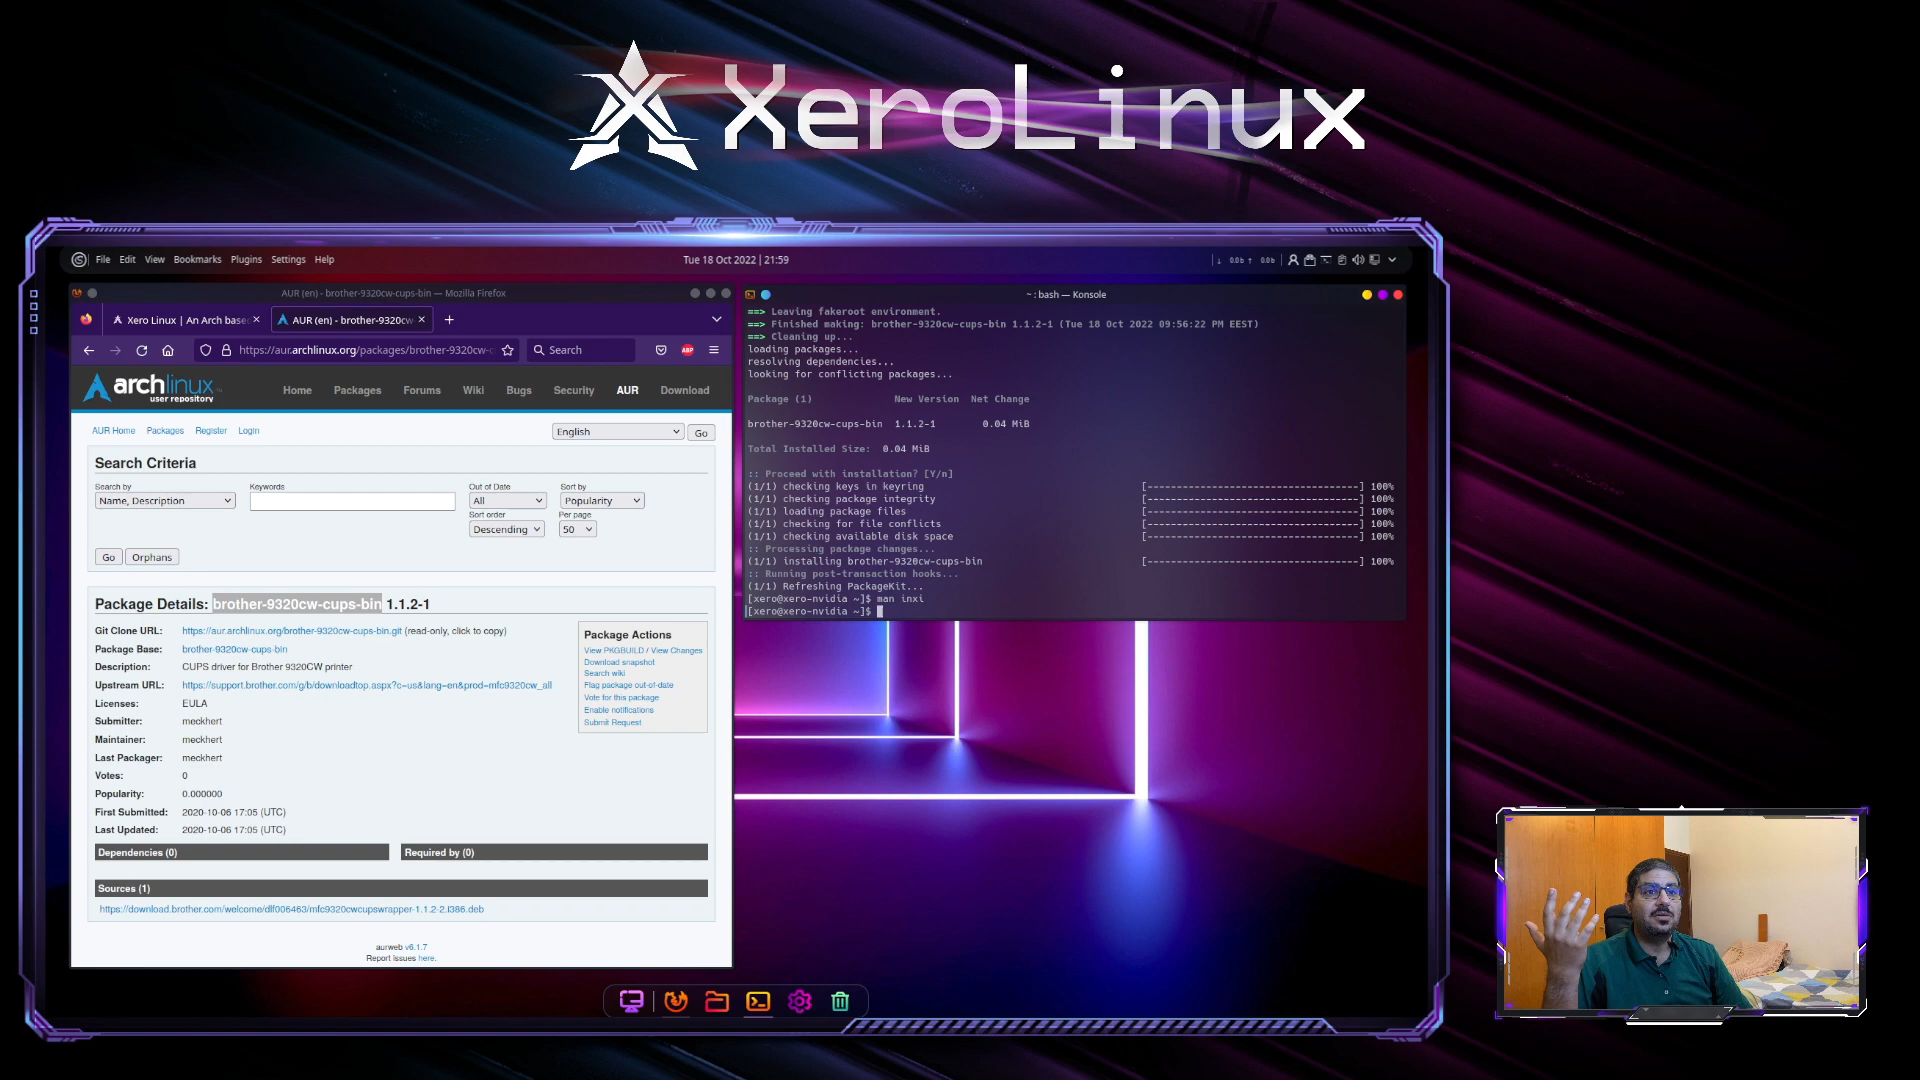 XeroLinux
File Edit View Bookmarks Plugins Settings Help
Tue 18 Oct 2022 | 21:59
↓ 0.0b ↑ 0.0b
AUR (en) - brother-9320cw-cups-bin — Mozilla Firefox
Xero Linux | An Arch base
AUR (en) - brother-9320cw
https://aur.archlinux.org/packages/brother-9320cw-c
Search
ABP
archlinux
user repository
Home Packages Forums Wiki Bugs Security AUR Download
AUR Home Packages Register Login
English Go
Search Criteria
Search by Keywords Out of Date Sort by
Name, Description All Popularity
Sort order Per page
Descending 50
Go Orphans
Package Details: brother-9320cw-cups-bin 1.1.2-1
Git Clone URL: https://aur.archlinux.org/brother-9320cw-cups-bin.git (read-only, click to copy)
Package Base: brother-9320cw-cups-bin
Description: CUPS driver for Brother 9320CW printer
Upstream URL: https://support.brother.com/g/b/downloadtop.aspx?c=us&lang=en&prod=mfc9320cw_all
Licenses: EULA
Submitter: meckhert
Maintainer: meckhert
Last Packager: meckhert
Votes: 0
Popularity: 0.000000
First Submitted: 2020-10-06 17:05 (UTC)
Last Updated: 2020-10-06 17:05 (UTC)
Package Actions
View PKGBUILD / View Changes
Download snapshot
Search wiki
Flag package out-of-date
Vote for this package
Enable notifications
Submit Request
Dependencies (0)
Required by (0)
Sources (1)
https://download.brother.com/welcome/dlf006463/mfc9320cwcupswrapper-1.1.2-2.i386.deb
aurweb v6.1.7
Report issues here.
~ : bash — Konsole
==> Leaving fakeroot environment.
==> Finished making: brother-9320cw-cups-bin 1.1.2-1 (Tue 18 Oct 2022 09:56:22 PM EEST)
==> Cleaning up...
loading packages...
resolving dependencies...
looking for conflicting packages...
Package (1) New Version Net Change
brother-9320cw-cups-bin 1.1.2-1 0.04 MiB
Total Installed Size: 0.04 MiB
:: Proceed with installation? [Y/n]
(1/1) checking keys in keyring [------------------------------------] 100%
(1/1) checking package integrity [------------------------------------] 100%
(1/1) loading package files [------------------------------------] 100%
(1/1) checking for file conflicts [------------------------------------] 100%
(1/1) checking available disk space [------------------------------------] 100%
:: Processing package changes...
(1/1) installing brother-9320cw-cups-bin [------------------------------------] 100%
:: Running post-transaction hooks...
(1/1) Refreshing PackageKit...
[xero@xero-nvidia ~]$ man inxi
[xero@xero-nvidia ~]$